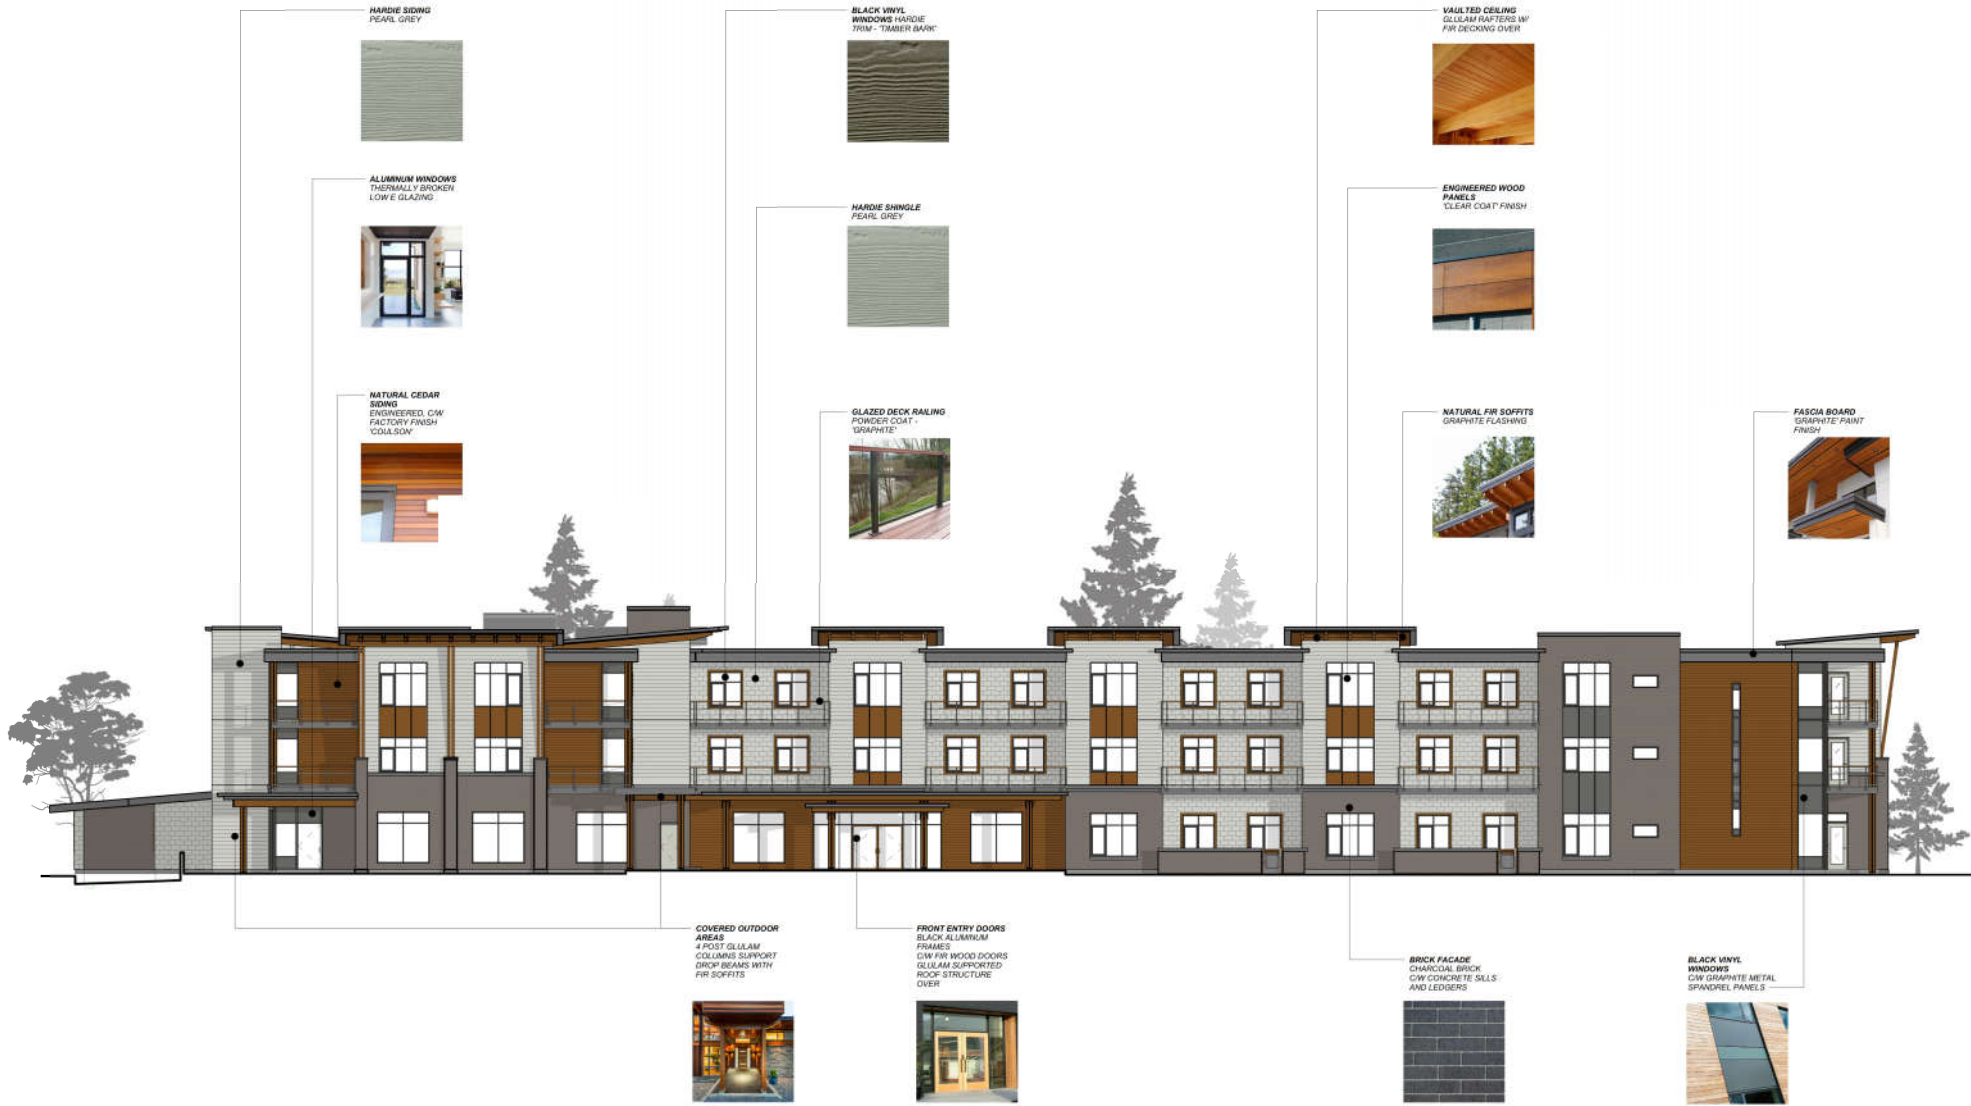 HARDIE SIDING
PEARL GREY
BLACK VINYL
WINDOWS HARDIE
TRIM - 'TIMBER BARK'
VAULTED CEILING
GLULAM RAFTERS W/
FIR DECKING OVER
ALUMINUM WINDOWS
THERMALLY BROKEN
LOW E GLAZING
HARDIE SHINGLE
PEARL GREY
ENGINEERED WOOD
PANELS
'CLEAR COAT' FINISH
NATURAL CEDAR
SIDING
ENGINEERED, C/W
FACTORY FINISH
'COULSON'
GLAZED DECK RAILING
POWDER COAT -
'GRAPHITE'
NATURAL FIR SOFFITS
GRAPHITE FLASHING
FASCIA BOARD
'GRAPHITE' PAINT
FINISH
COVERED OUTDOOR
AREAS
4 POST GLULAM
COLUMNS SUPPORT
DROP BEAMS WITH
FIR SOFFITS
FRONT ENTRY DOORS
BLACK ALUMINUM
FRAMES
C/W FIR WOOD DOORS
GLULAM SUPPORTED
ROOF STRUCTURE
OVER
BRICK FACADE
CHARCOAL BRICK
C/W CONCRETE SILLS
AND LEDGERS
BLACK VINYL
WINDOWS
C/W GRAPHITE METAL
SPANDREL PANELS